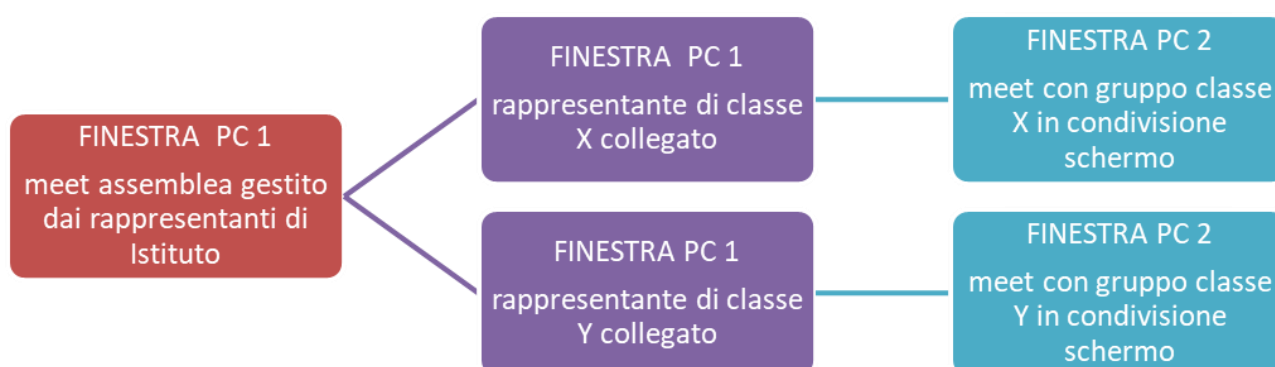 FINESTRA PC 1
meet assemblea gestito
dai rappresentanti di
Istituto
FINESTRA PC 1
rappresentante di classe
X collegato
FINESTRA PC 2
meet con gruppo classe
X in condivisione
schermo
FINESTRA PC 1
rappresentante di classe
Y collegato
FINESTRA PC 2
meet con gruppo classe
Y in condivisione
schermo